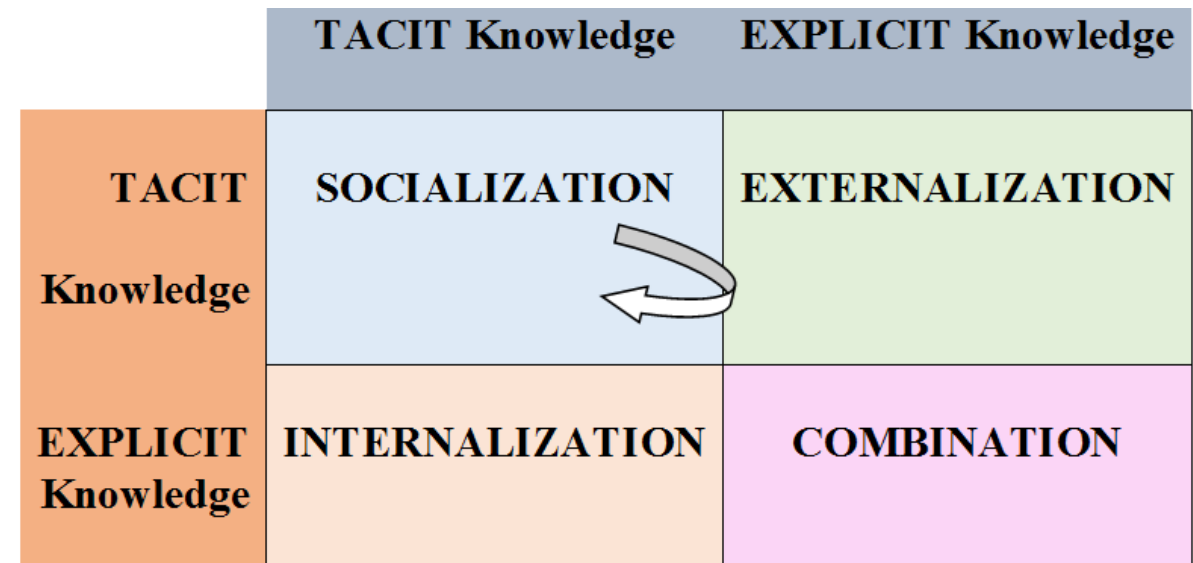 TACIT Knowledge EXPLICIT Knowledge
TACIT SOCIALIZATION EXTERNALIZATION
Knowledge
EXPLICIT INTERNALIZATION COMBINATION
Knowledge